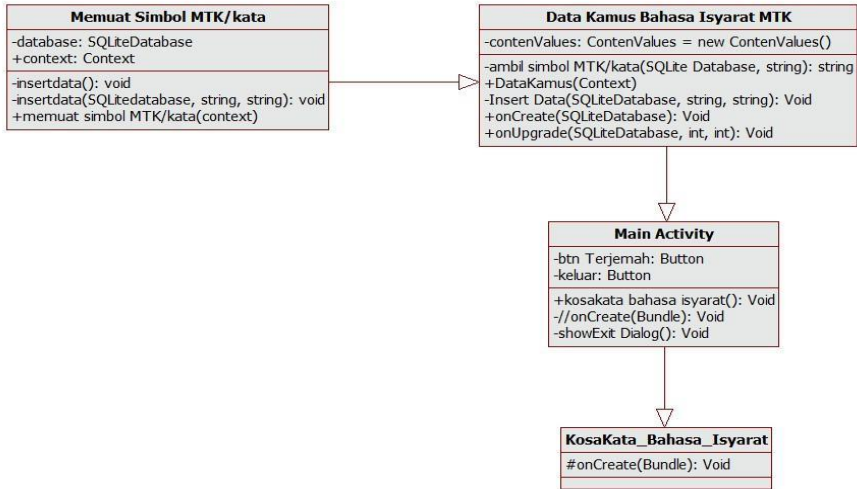 Memuat Simbol MTK/kata
-database: SQLiteDatabase
+context: Context
-insertdata(): void
-insertdata(SQLitedatabase, string, string): void
+memuat simbol MTK/kata(context)
Data Kamus Bahasa Isyarat MTK
-contenValues: ContenValues = new ContenValues()
-ambil simbol MTK/kata(SQLite Database, string): string
+DataKamus(Context)
-Insert Data(SQLiteDatabase, string, string): Void
+onCreate(SQLiteDatabase): Void
+onUpgrade(SQLiteDatabase, int, int): Void
Main Activity
-btn Terjemah: Button
-keluar: Button
+kosakata bahasa isyarat(): Void
-//onCreate(Bundle): Void
-showExit Dialog(): Void
KosaKata_Bahasa_Isyarat
#onCreate(Bundle): Void